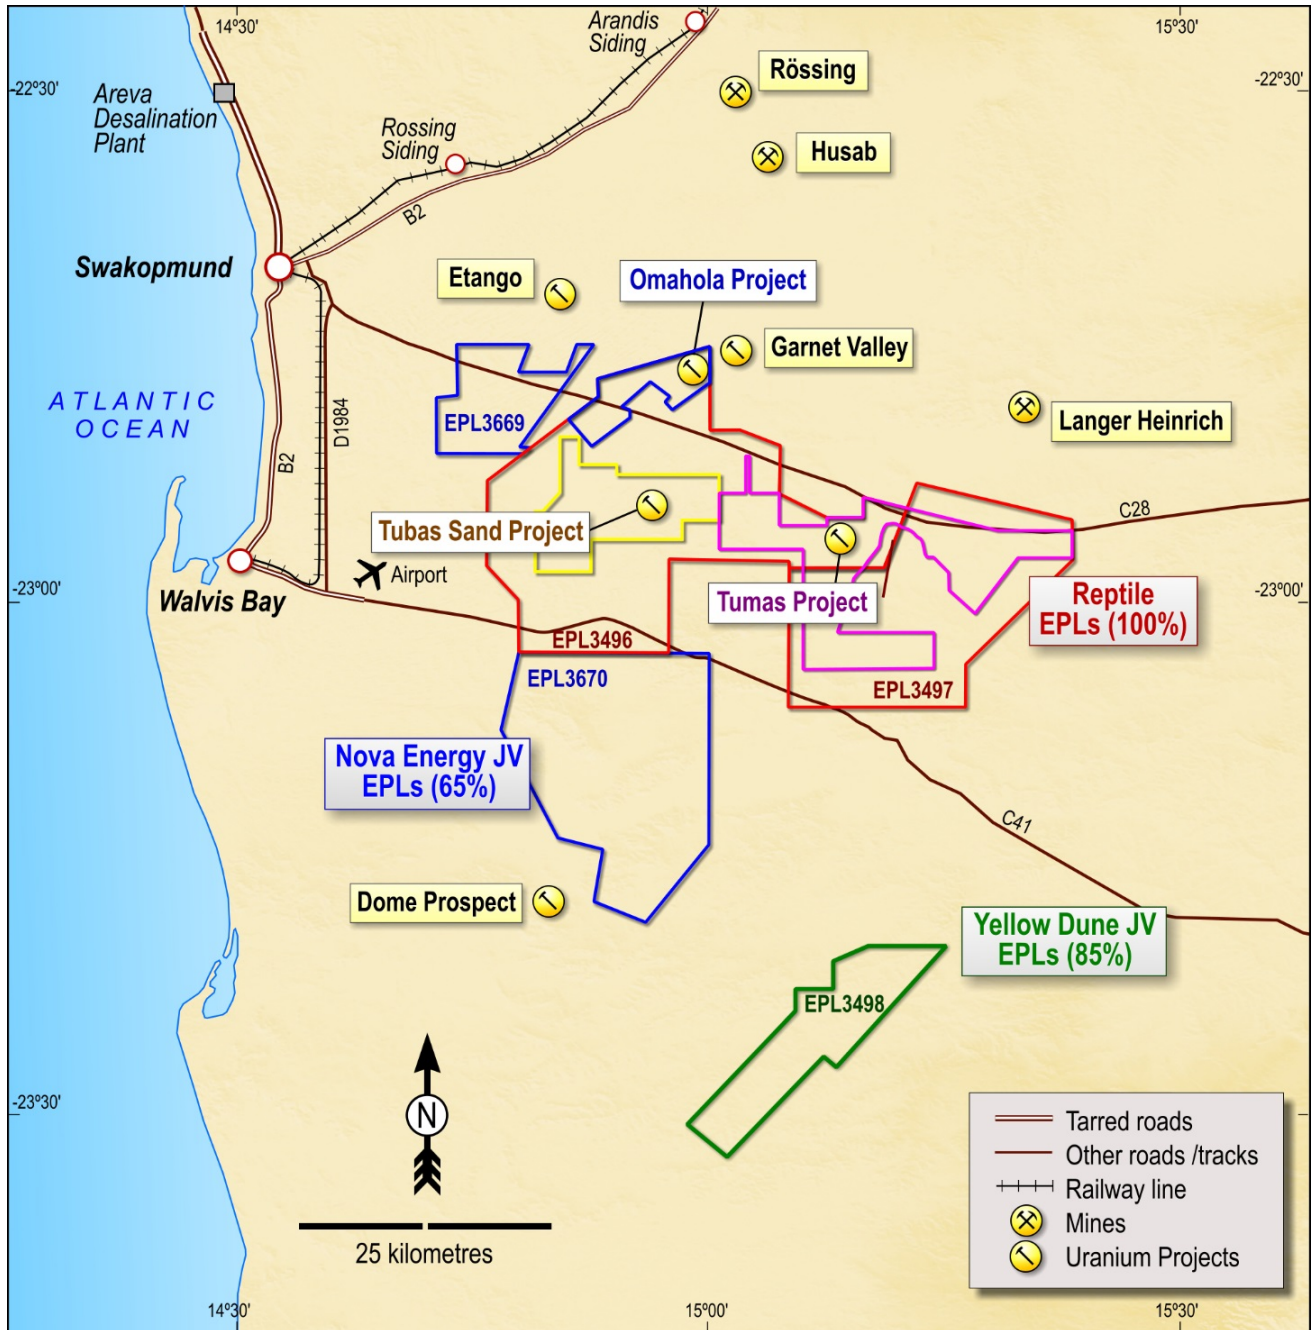 14°30'
15°30'
Arandis
Siding
-22°30'
-22°30'
Areva
Desalination
Plant
Rössing
Rossing
Siding
Husab
B2
Swakopmund
Etango
Omahola Project
Garnet Valley
ATLANTIC
OCEAN
D1984
B2
EPL3669
Langer Heinrich
Tubas Sand Project
C28
Airport
-23°00'
-23°00'
Walvis Bay
Tumas Project
Reptile
EPLs (100%)
EPL3496
EPL3670
EPL3497
Nova Energy JV
EPLs (65%)
C41
Dome Prospect
Yellow Dune JV
EPLs (85%)
EPL3498
N
-23°30'
Tarred roads
Other roads /tracks
Railway line
Mines
Uranium Projects
25 kilometres
14°30'
15°00'
15°30'